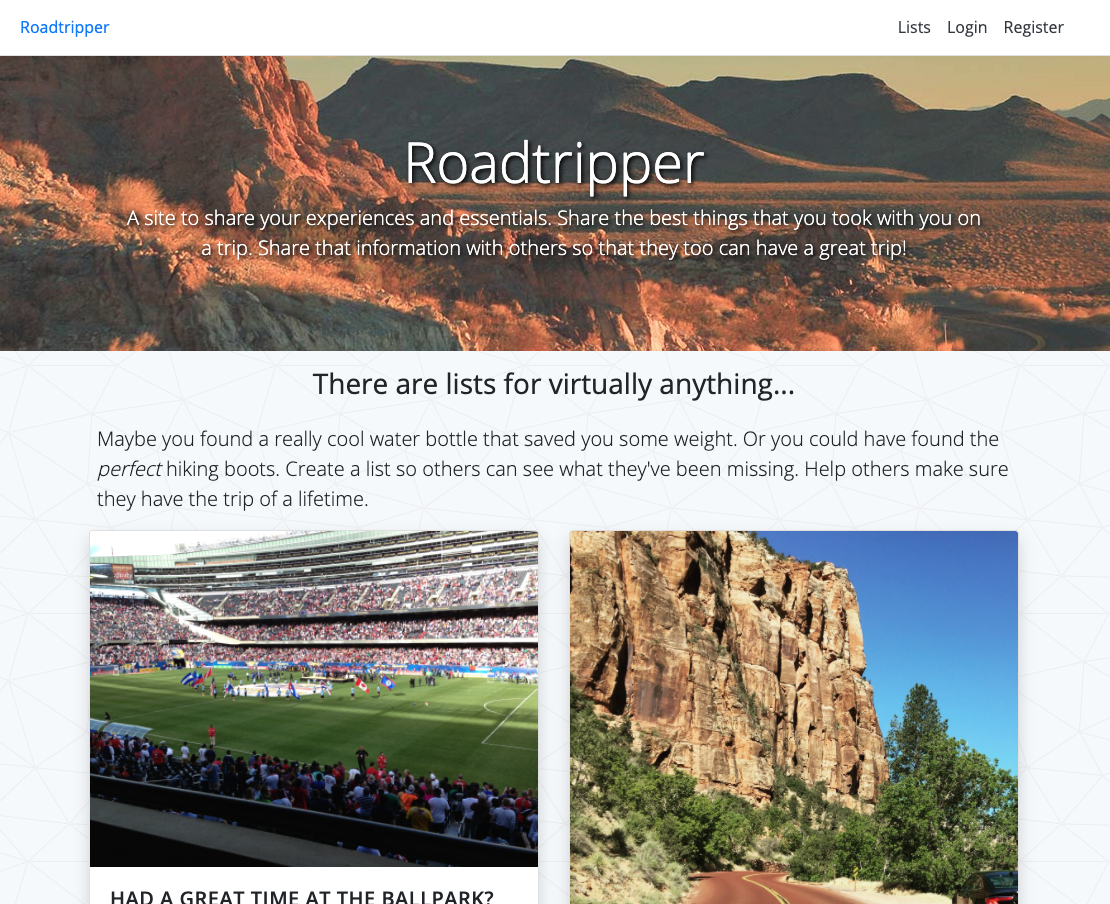 Roadtripper
Lists Login Register
Roadtripper
A site to share your experiences and essentials. Share the best things that you took with you on
a trip. Share that information with others so that they too can have a great trip!
There are lists for virtually anything...
Maybe you found a really cool water bottle that saved you some weight. Or you could have found the
perfect hiking boots. Create a list so others can see what they've been missing. Help others make sure
they have the trip of a lifetime.
HAD A GREAT TIME AT THE BALLPARK?